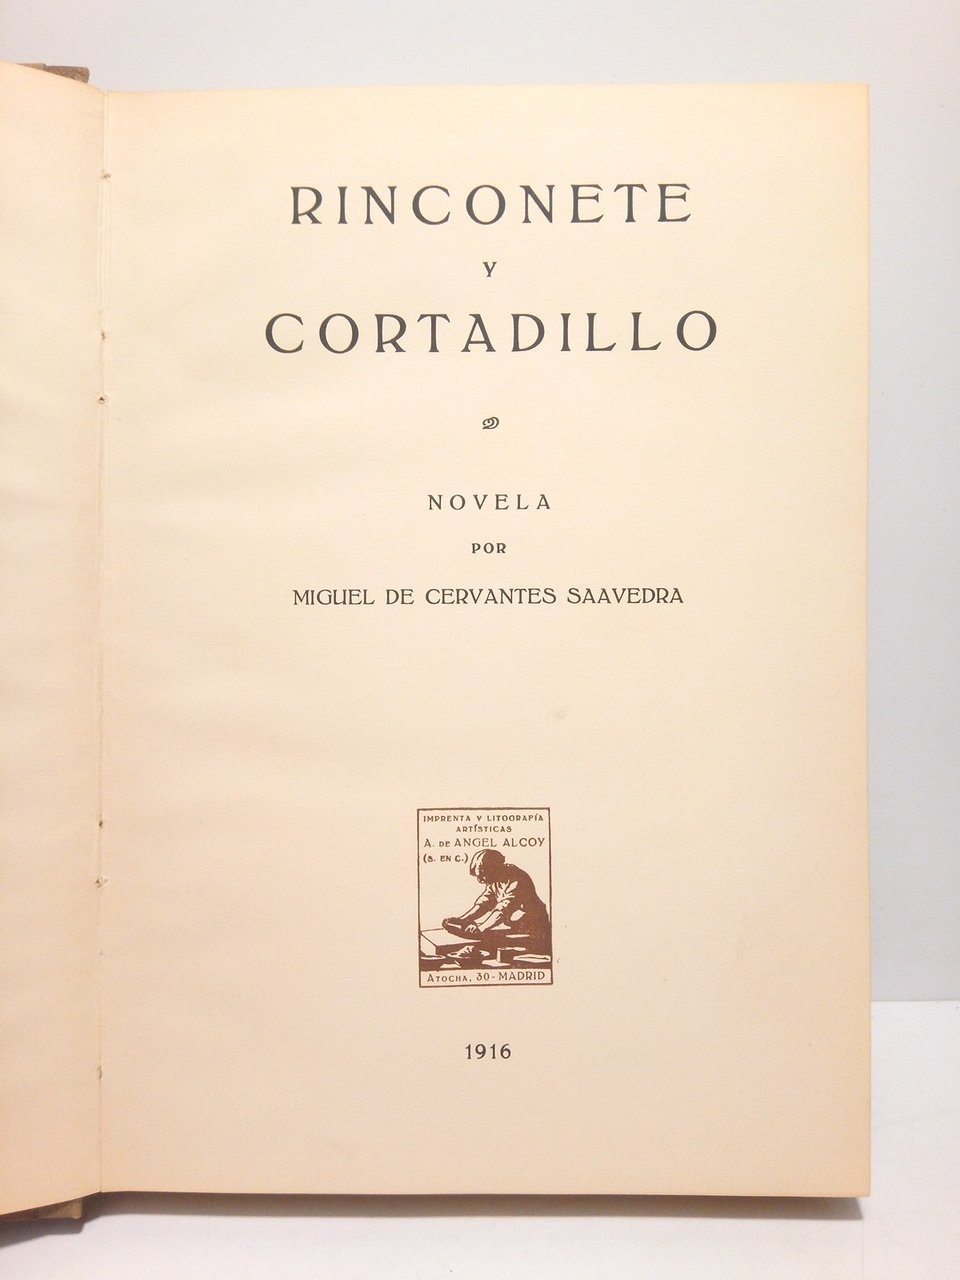 RINCONETE
Y
CORTADILLO
NOVELA
POR
MIGUEL DE CERVANTES SAAVEDRA
IMPRENTA Y LITOGRAFÍA
ARTÍSTICAS
A. DE ANGEL ALCOY
(S. EN C.)
ATOCHA, 30 - MADRID
1916